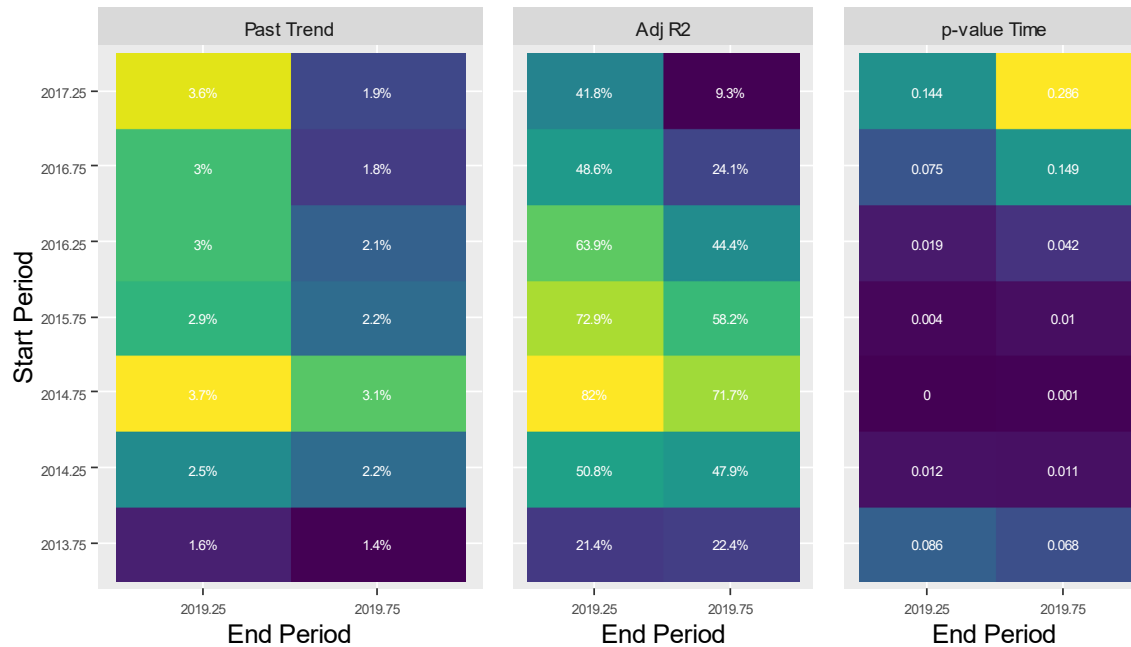 Past Trend Adj R2 p-value Time
2017.25 3.6% 1.9% 41.8% 9.3% 0.144 0.286
2016.75 3% 1.8% 48.6% 24.1% 0.075 0.149
2016.25 3% 2.1% 63.9% 44.4% 0.019 0.042
2015.75 2.9% 2.2% 72.9% 58.2% 0.004 0.01
2014.75 3.7% 3.1% 82% 71.7% 0 0.001
2014.25 2.5% 2.2% 50.8% 47.9% 0.012 0.011
2013.75 1.6% 1.4% 21.4% 22.4% 0.086 0.068
Start Period
2019.25 2019.75 2019.25 2019.75 2019.25 2019.75
End Period End Period End Period